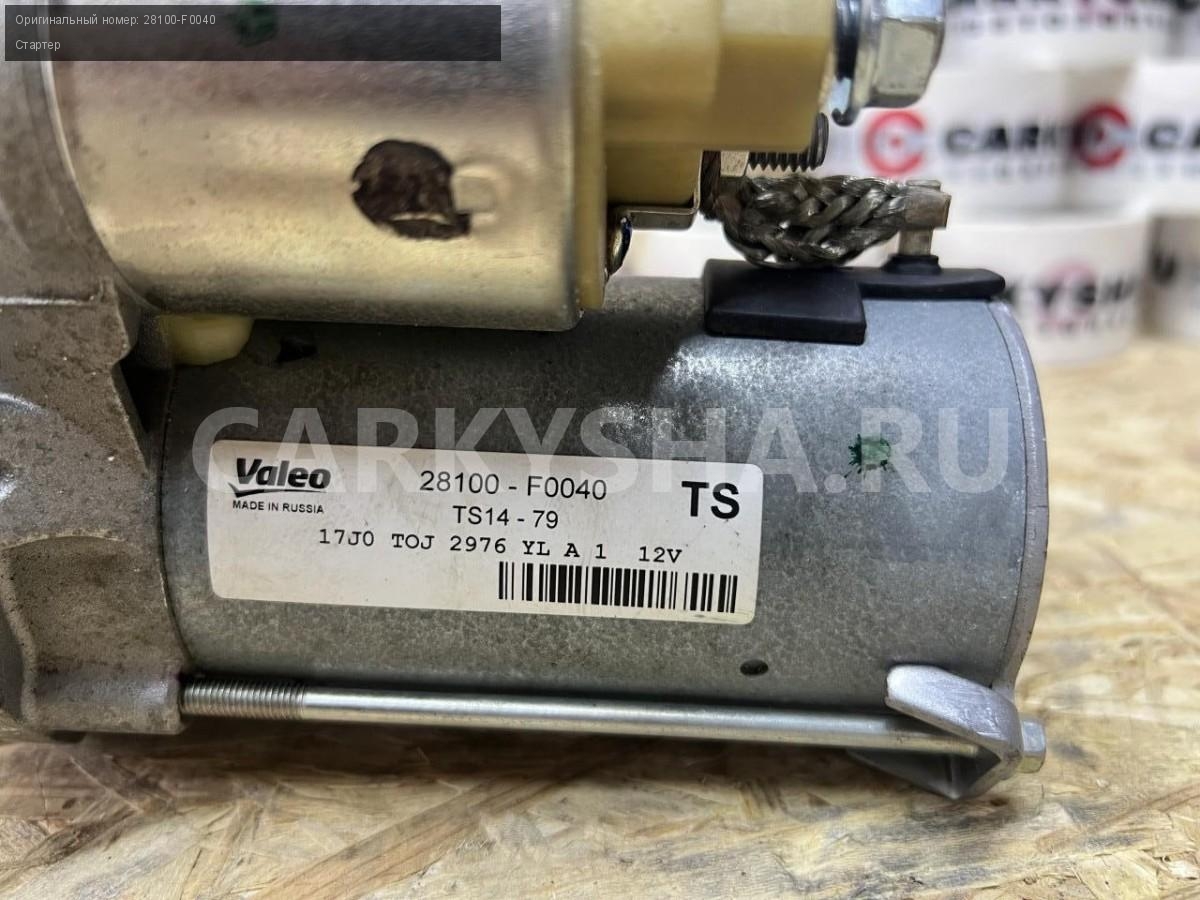 Оригинальный номер: 28100-F0040
Стартер
CARKYSHA.RU
Valeo
MADE IN RUSSIA
28100 - F0040
TS14 - 79
TS
17J0 TOJ 2976 YL A 1 12V